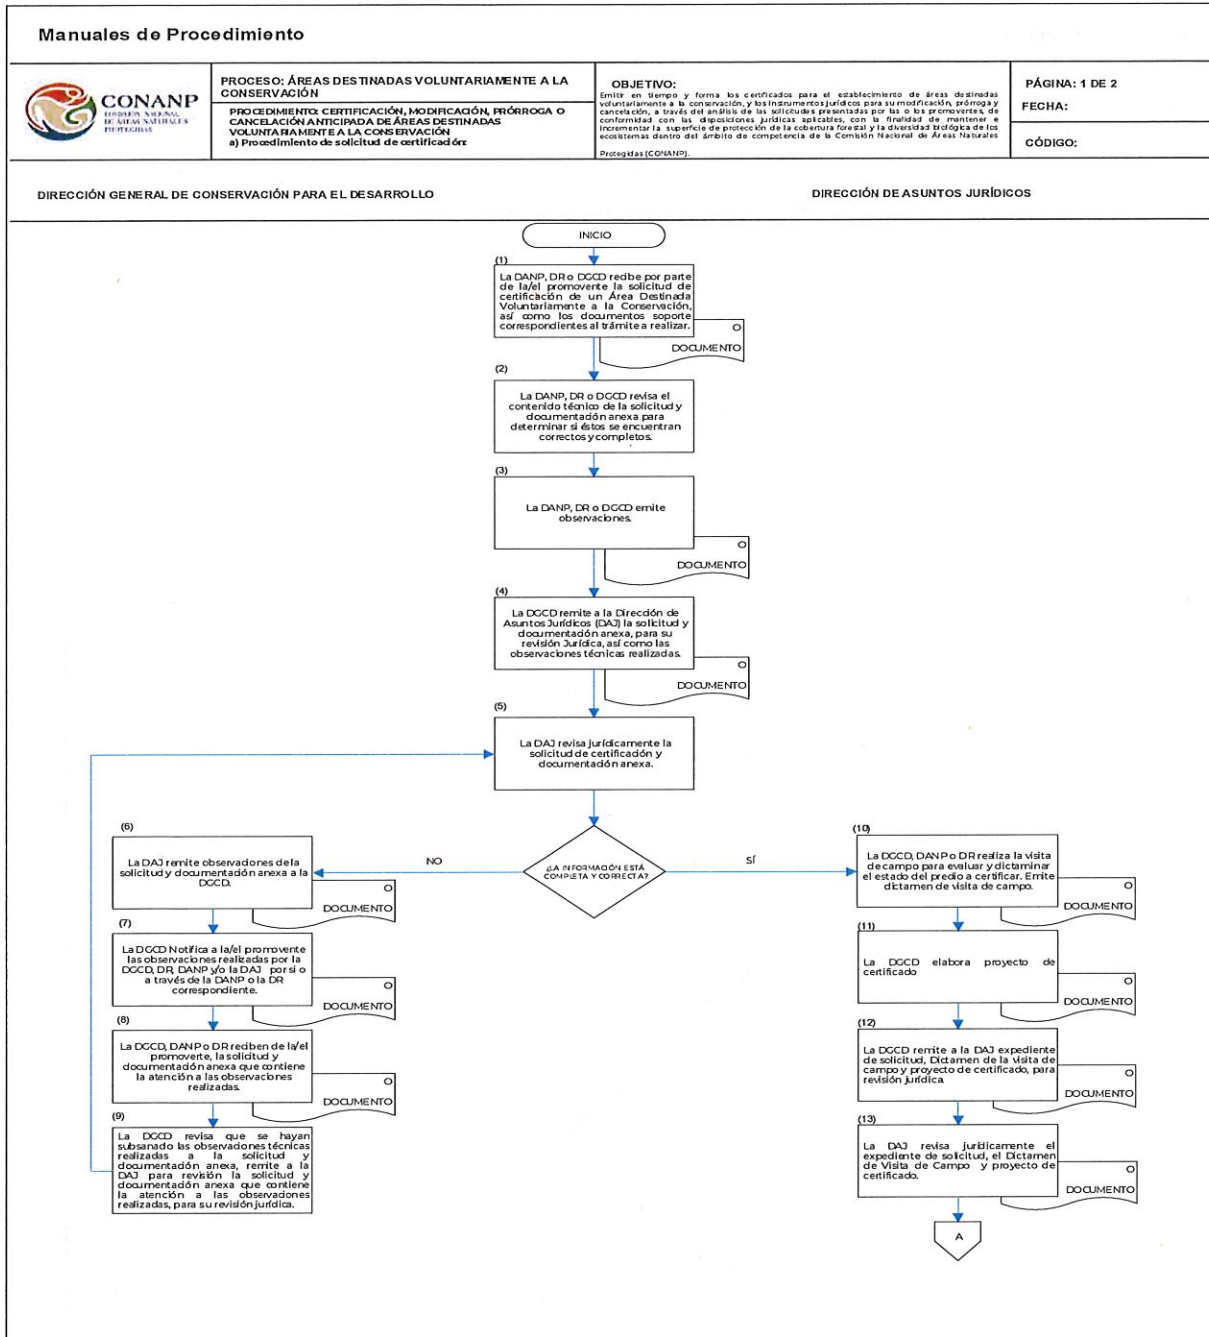 Manuales de Procedimiento
CONANP
COMISIÓN NACIONAL
DE ÁREAS NATURALES
PROTEGIDAS
PROCESO: ÁREAS DESTINADAS VOLUNTARIAMENTE A LA
CONSERVACIÓN
PROCEDIMIENTO: CERTIFICACIÓN, MODIFICACIÓN, PRÓRROGA O
CANCELACIÓN ANTICIPADA DE ÁREAS DESTINADAS
VOLUNTARIAMENTE A LA CONSERVACIÓN
a) Procedimiento de solicitud de certificación:
OBJETIVO:
Emitir en tiempo y forma los certificados para el establecimiento de áreas destinadas
voluntariamente a la conservación, y los instrumentos jurídicos para su modificación, prórroga y
cancelación, a través del análisis de las solicitudes presentadas por las o los promoventes, de
conformidad con las disposiciones jurídicas aplicables, con la finalidad de mantener e
incrementar la superficie de protección de la cobertura forestal y la diversidad biológica de los
ecosistemas dentro del ámbito de competencia de la Comisión Nacional de Áreas Naturales
Protegidas (CONANP).
PÁGINA: 1 DE 2
FECHA:
CÓDIGO:
DIRECCIÓN GENERAL DE CONSERVACIÓN PARA EL DESARROLLO
DIRECCIÓN DE ASUNTOS JURÍDICOS
INICIO
(1)
La DANP, DR o DGCD recibe por parte
de la/el promovente la solicitud de
certificación de un Área Destinada
Voluntariamente a la Conservación,
así como los documentos soporte
correspondientes al trámite a realizar.
O
DOCUMENTO
(2)
La DANP, DR o DGCD revisa el
contenido técnico de la solicitud y
documentación anexa para
determinar si éstos se encuentran
correctos y completos.
(3)
La DANP, DR o DGCD emite
observaciones.
O
DOCUMENTO
(4)
La DGCD remite a la Dirección de
Asuntos Jurídicos (DAJ) la solicitud y
documentación anexa, para su
revisión Jurídica, así como las
observaciones técnicas realizadas.
O
DOCUMENTO
(5)
La DAJ revisa jurídicamente la
solicitud de certificación y
documentación anexa.
¿LA INFORMACIÓN ESTÁ
COMPLETA Y CORRECTA?
NO
SÍ
(6)
La DAJ remite observaciones de la
solicitud y documentación anexa a la
DGCD.
O
DOCUMENTO
(7)
La DGCD Notifica a la/el promovente
las observaciones realizadas por la
DGCD, DR, DANP y/o la DAJ por si o
a través de la DANP o la DR
correspondiente.
O
DOCUMENTO
(8)
La DGCD, DANP o DR reciben de la/el
promoverte, la solicitud y
documentación anexa que contiene
la atención a las observaciones
realizadas.
O
DOCUMENTO
(9)
La DGCD revisa que se hayan
subsanado las observaciones técnicas
realizadas a la solicitud y
documentación anexa, remite a la
DAJ para revisión la solicitud y
documentación anexa que contiene
la atención a las observaciones
realizadas, para su revisión jurídica.
(10)
La DGCD, DANP o DR realiza la visita
de campo para evaluar y dictaminar
el estado del predio a certificar. Emite
dictamen de visita de campo.
O
DOCUMENTO
(11)
La DGCD elabora proyecto de
certificado
O
DOCUMENTO
(12)
La DGCD remite a la DAJ expediente
de solicitud, Dictamen de la visita de
campo y proyecto de certificado, para
revisión jurídica.
O
DOCUMENTO
(13)
La DAJ revisa jurídicamente el
expediente de solicitud, el Dictamen
de Visita de Campo y proyecto de
certificado.
O
DOCUMENTO
A